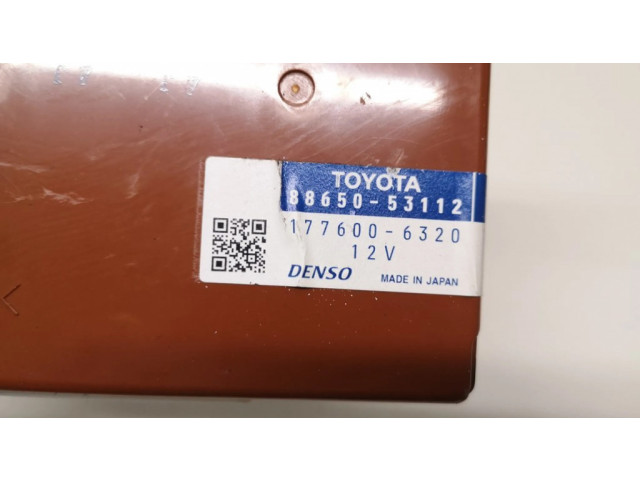 TOYOTA
88650-53112
177600-6320
12V
DENSO MADE IN JAPAN